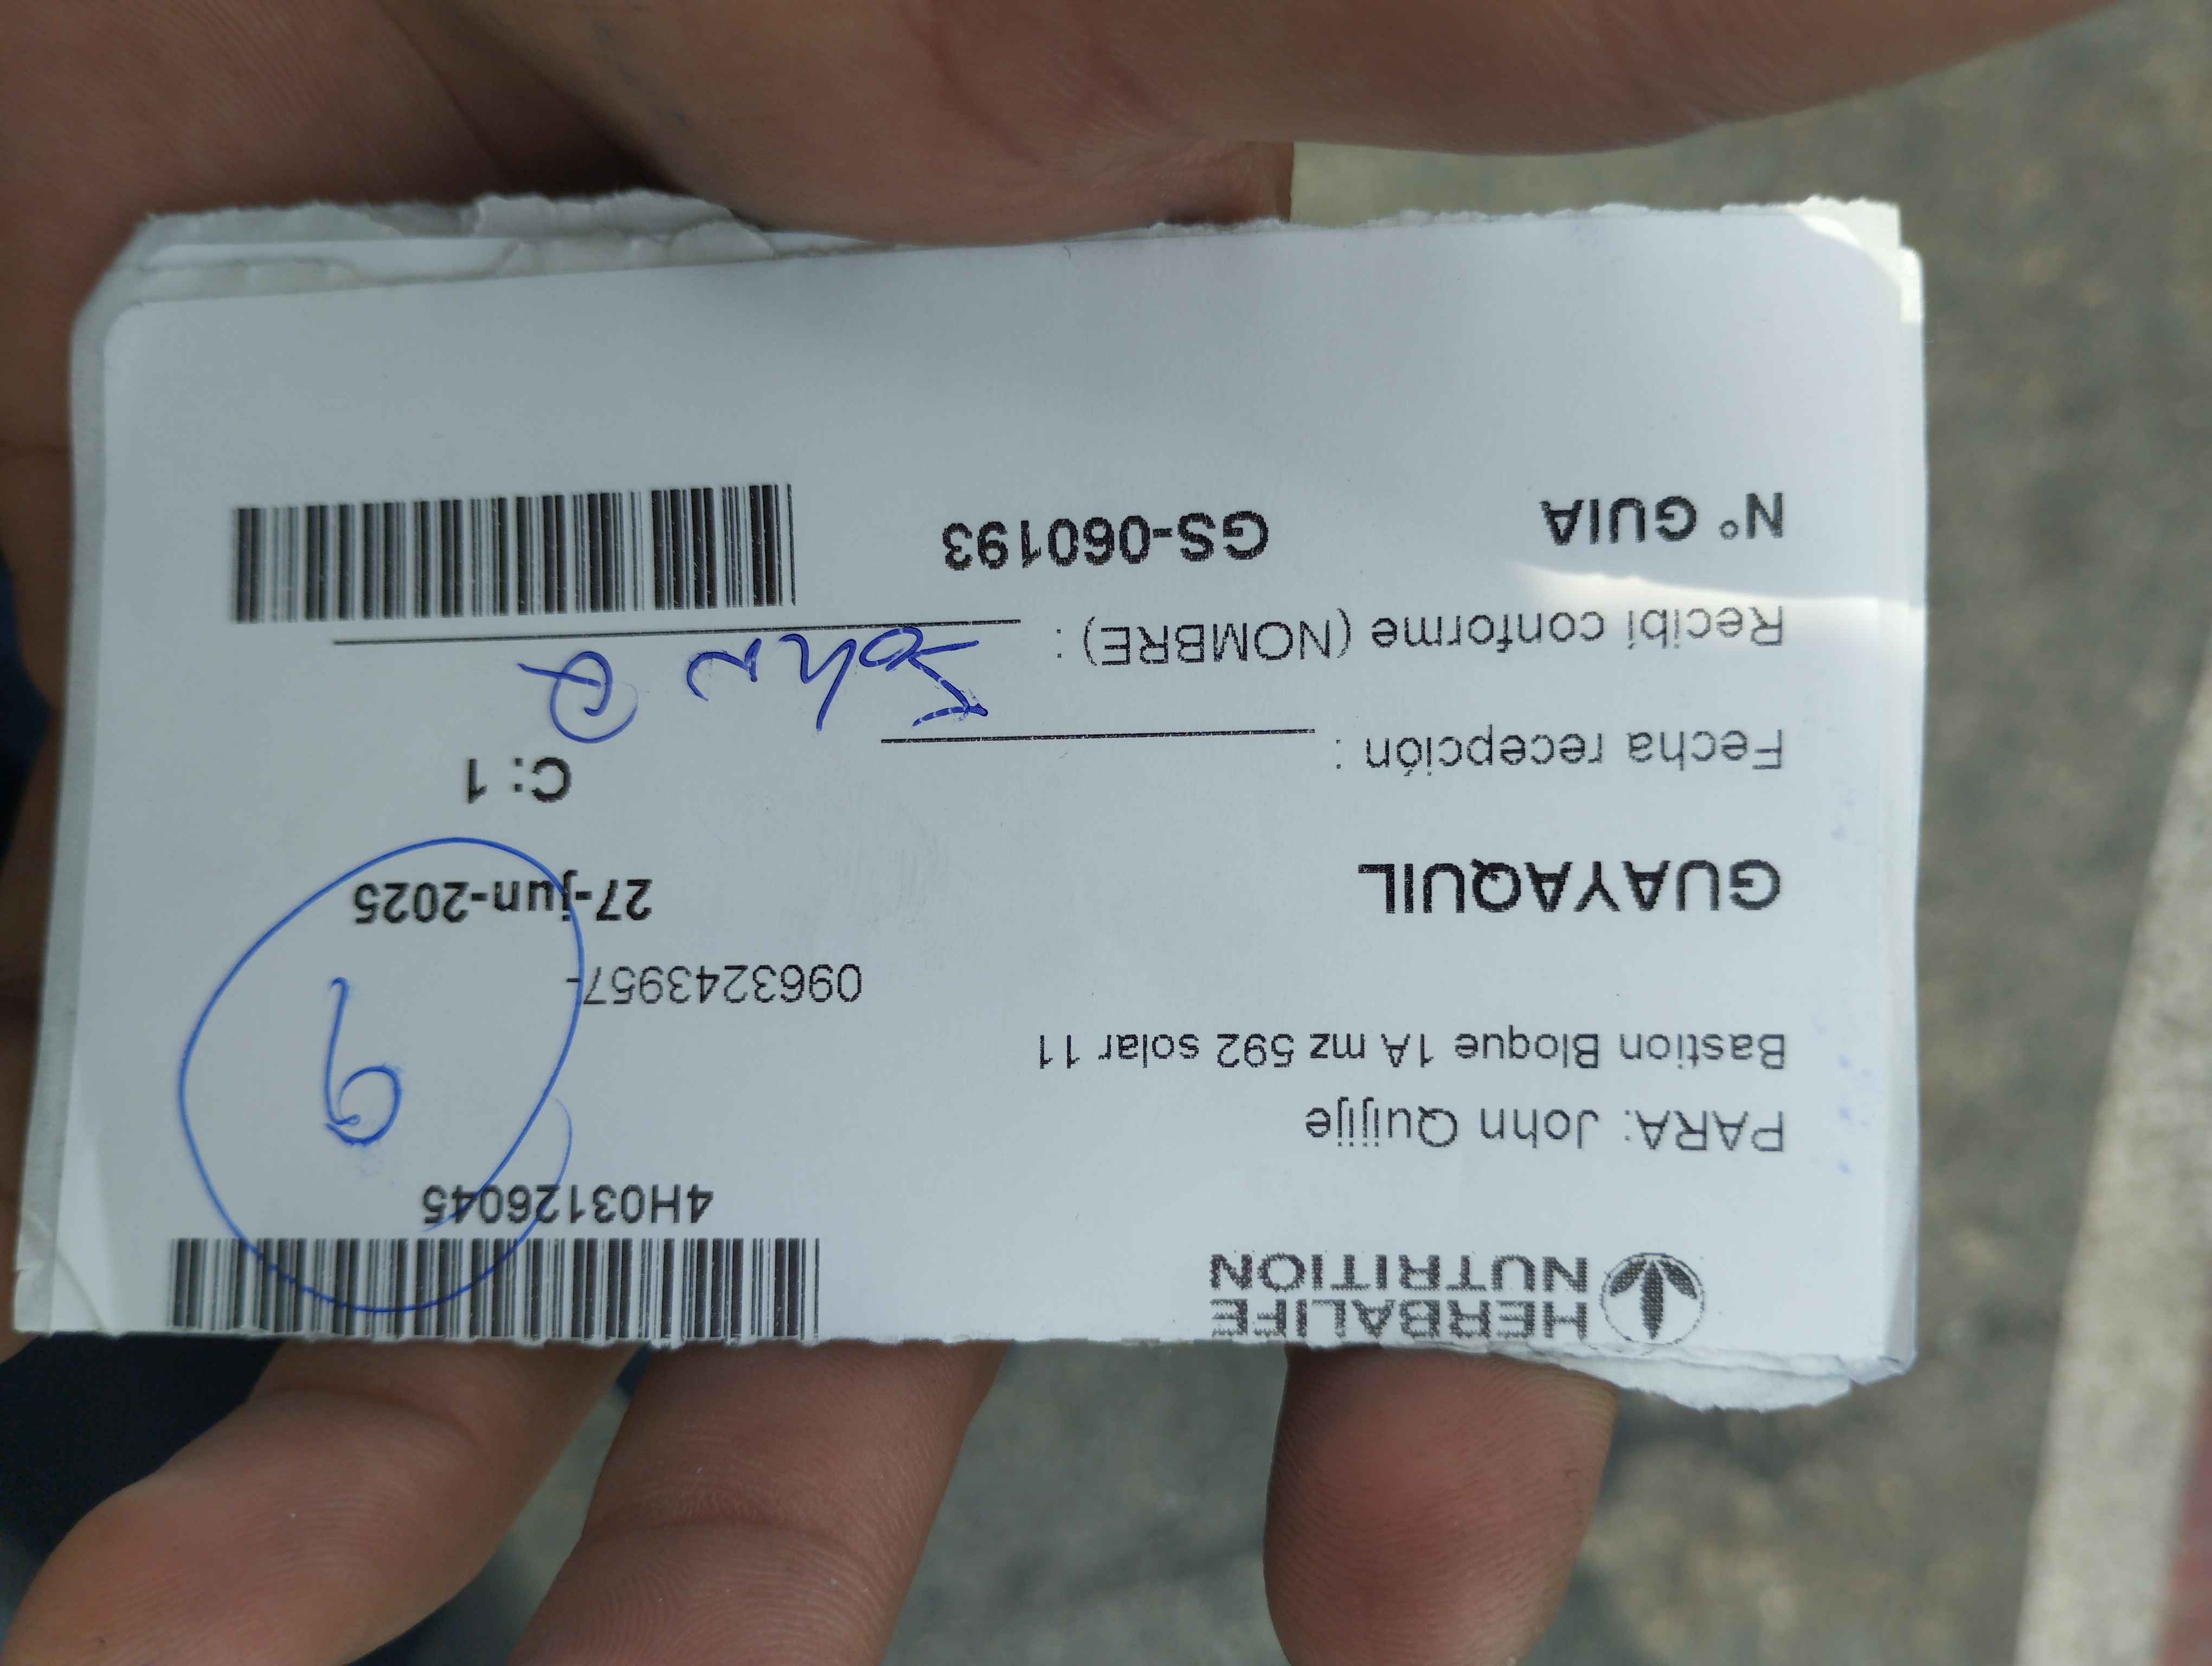 HERBALIFE
NUTRITION
4H03126045
PARA: John Quijije
9
Bastion Bloque 1A mz 592 solar 11
0963243957-
GUAYAQUIL 27-jun-2025
C: 1
Fecha recepción :
Recibí conforme (NOMBRE) : John Q
N° GUIA GS-060193